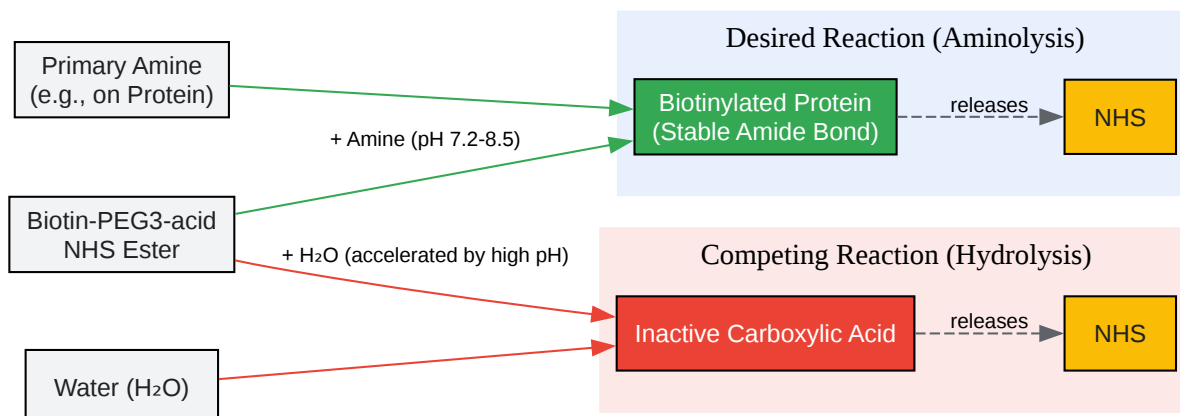 Desired Reaction (Aminolysis)
Primary Amine
(e.g., on Protein)
Biotinylated Protein
(Stable Amide Bond)
releases
NHS
+ Amine (pH 7.2-8.5)
Biotin-PEG3-acid
NHS Ester
+ H₂O (accelerated by high pH)
Competing Reaction (Hydrolysis)
Inactive Carboxylic Acid
releases
NHS
Water (H₂O)